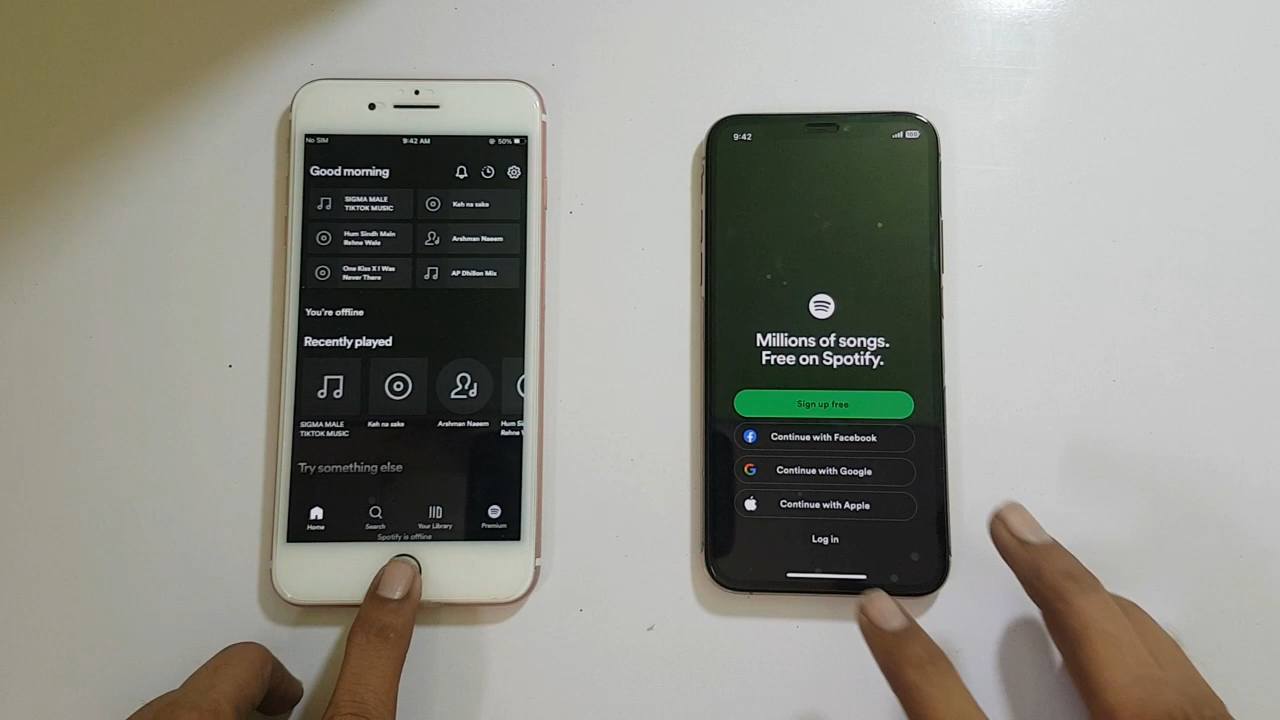 No SIM 9:42 AM 50%
Good morning
SIGMA MALE
TIKTOK MUSIC
Keh na sake
Hum Sindh Main
Rehne Wale
Arshman Naeem
One Kiss X I Was
Never There
AP Dhillon Mix
You're offline
Recently played
SIGMA MALE
TIKTOK MUSIC
Keh na sake
Arshman Naeem
Hum Si
Rehne
Try something else
Home
Search
Your Library
Premium
Spotify is offline
9:42
100
Millions of songs.
Free on Spotify.
Sign up free
Continue with Facebook
Continue with Google
Continue with Apple
Log in